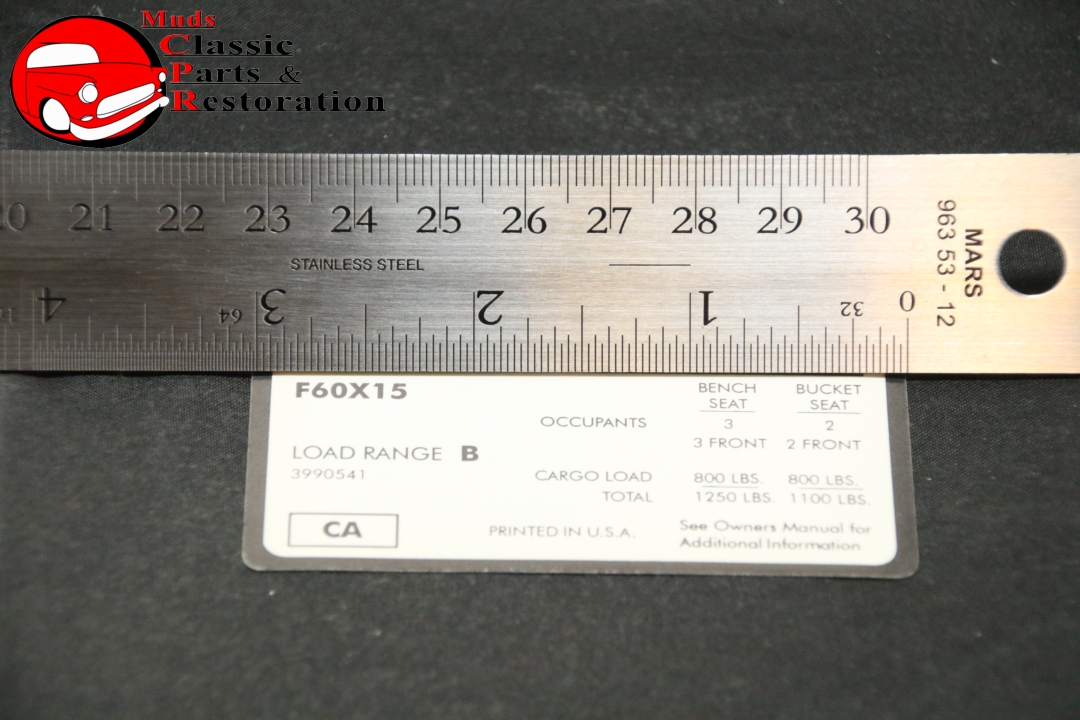 Muds
Classic
Parts &
Restoration
20 21 22 23 24 25 26 27 28 29 30
963 53 - 12
MARS
STAINLESS STEEL
4 64 3 2 1 32 0
F60X15
BENCH SEAT BUCKET SEAT
OCCUPANTS 3 2
3 FRONT 2 FRONT
LOAD RANGE B
3990541
CARGO LOAD 800 LBS. 800 LBS.
TOTAL 1250 LBS. 1100 LBS.
CA
PRINTED IN U.S.A.
See Owners Manual for
Additional Information